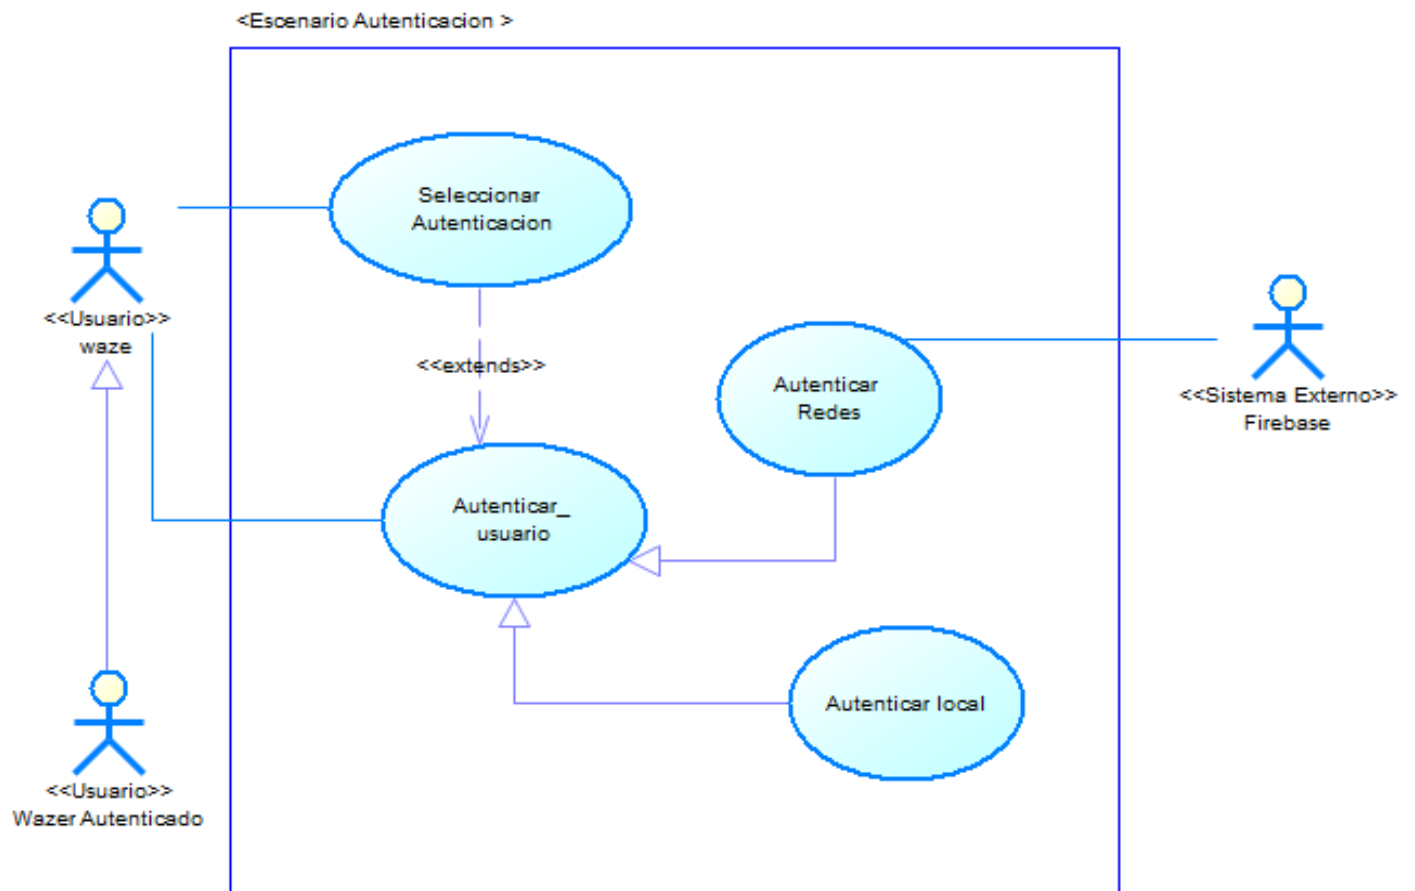 <Escenario Autenticacion >
Seleccionar
Autenticacion
<<Usuario>>
waze
<<extends>>
Autenticar
Redes
<<Sistema Externo>>
Firebase
Autenticar_
usuario
Autenticar local
<<Usuario>>
Wazer Autenticado